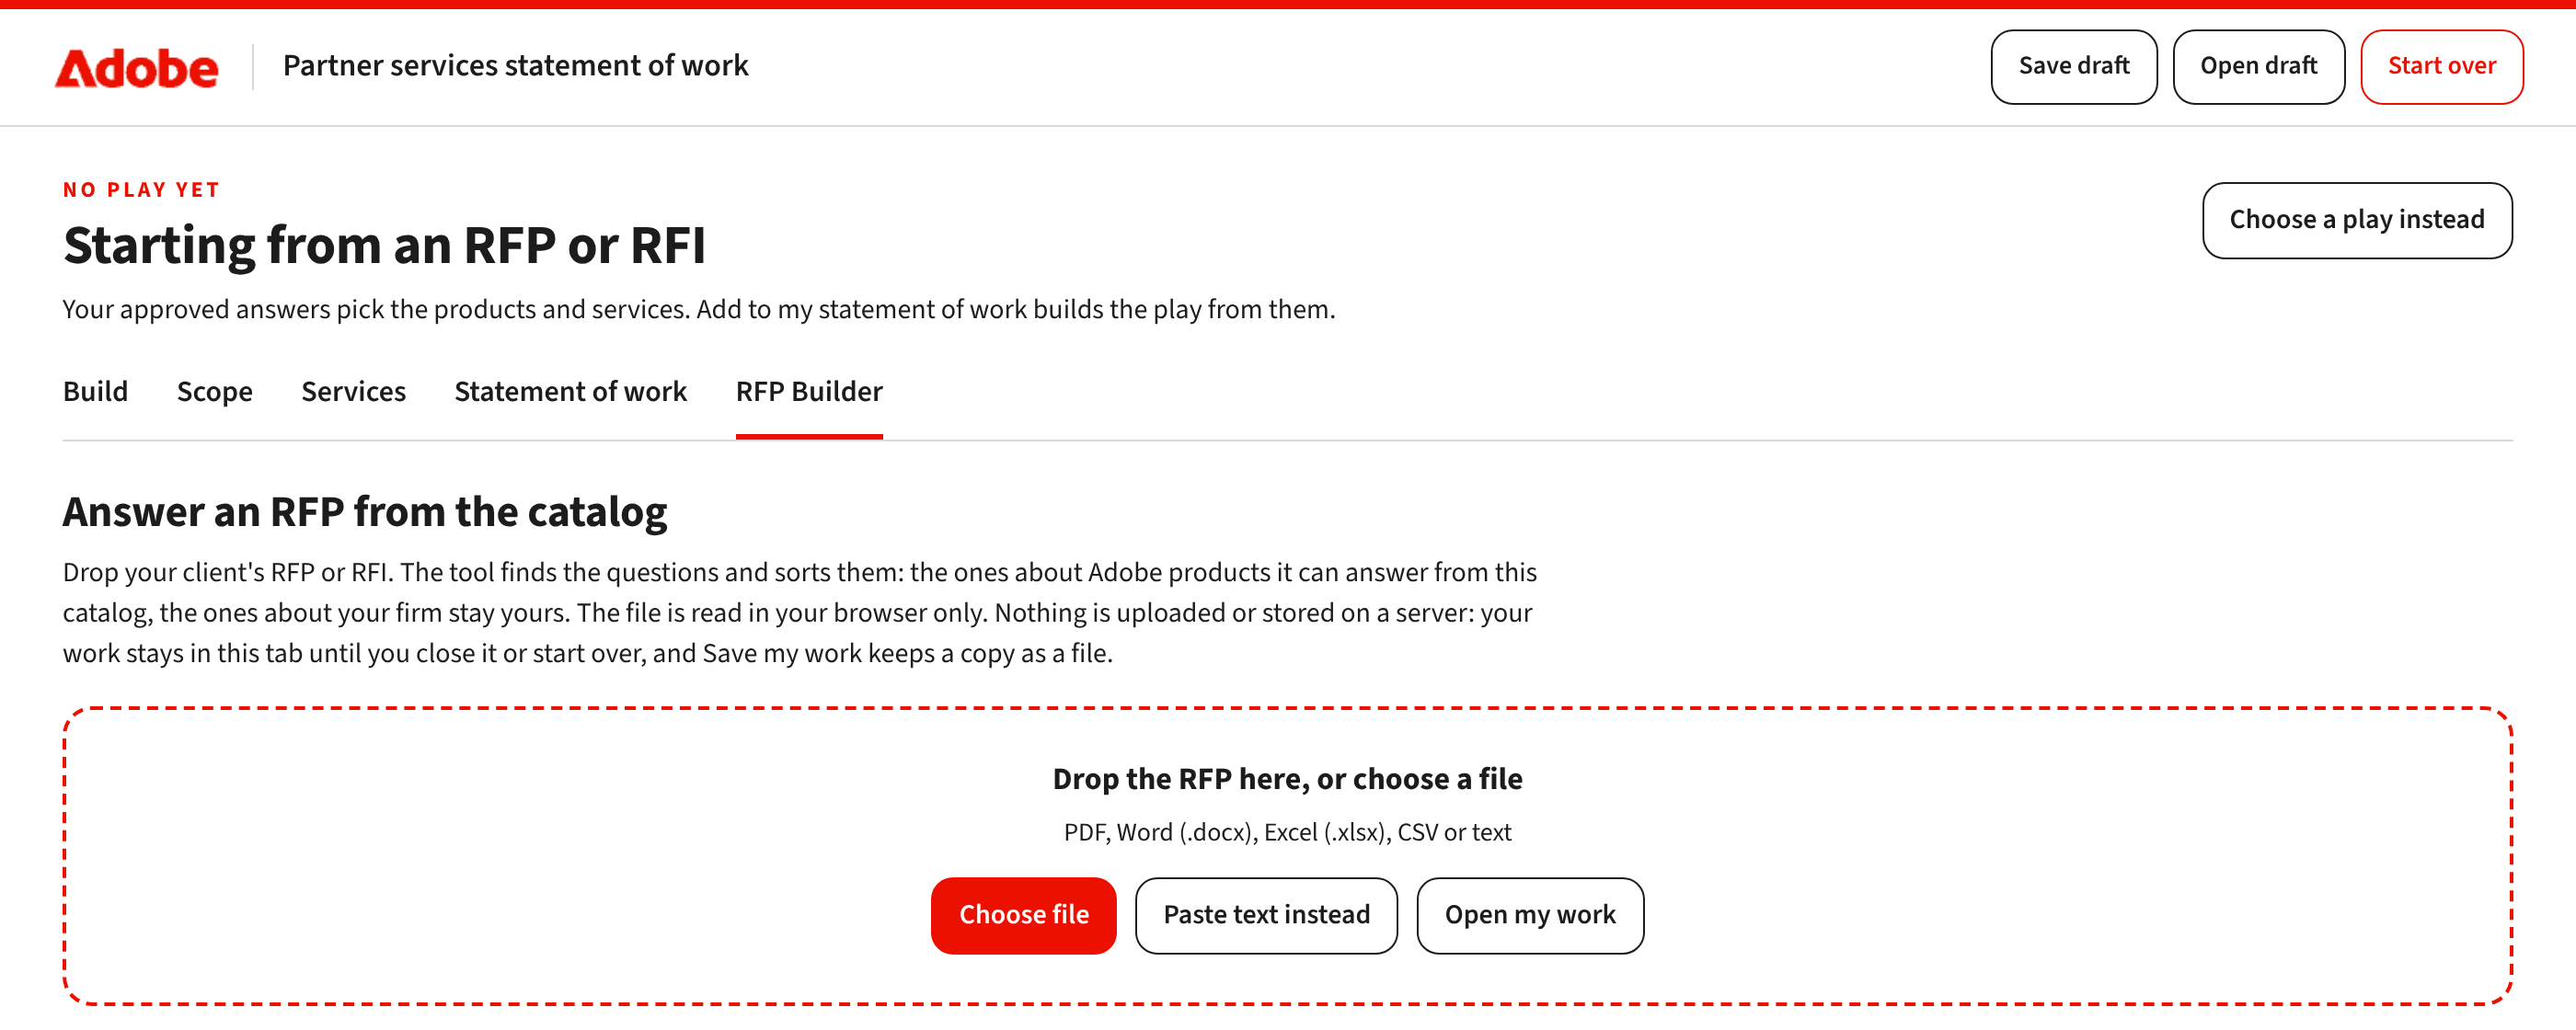 Adobe
Partner services statement of work
Save draft
Open draft
Start over
NO PLAY YET
Starting from an RFP or RFI
Choose a play instead
Your approved answers pick the products and services. Add to my statement of work builds the play from them.
Build
Scope
Services
Statement of work
RFP Builder
Answer an RFP from the catalog
Drop your client's RFP or RFI. The tool finds the questions and sorts them: the ones about Adobe products it can answer from this
catalog, the ones about your firm stay yours. The file is read in your browser only. Nothing is uploaded or stored on a server: your
work stays in this tab until you close it or start over, and Save my work keeps a copy as a file.
Drop the RFP here, or choose a file
PDF, Word (.docx), Excel (.xlsx), CSV or text
Choose file
Paste text instead
Open my work